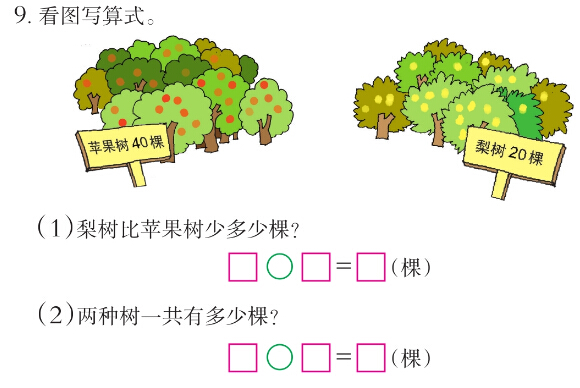 9. 看图写算式。
苹果树40棵
梨树20棵
(1)梨树比苹果树少多少棵?
□○□=□(棵)
(2)两种树一共有多少棵?
□○□=□(棵)